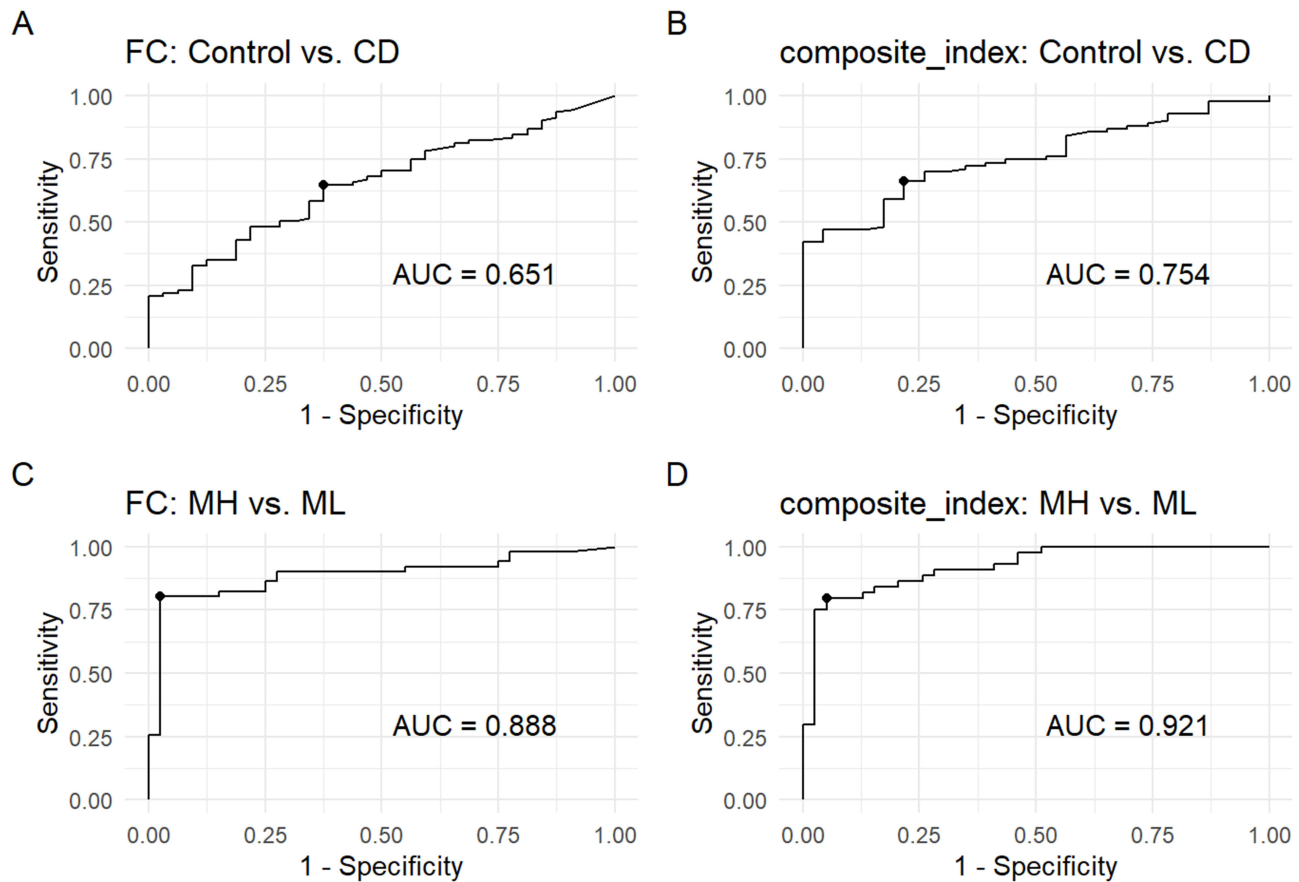 A
FC: Control vs. CD
1.00
0.75
0.50
0.25
0.00
Sensitivity
AUC = 0.651
0.00 0.25 0.50 0.75 1.00
1 - Specificity
B
composite_index: Control vs. CD
1.00
0.75
0.50
0.25
0.00
Sensitivity
AUC = 0.754
0.00 0.25 0.50 0.75 1.00
1 - Specificity
C
FC: MH vs. ML
1.00
0.75
0.50
0.25
0.00
Sensitivity
AUC = 0.888
0.00 0.25 0.50 0.75 1.00
1 - Specificity
D
composite_index: MH vs. ML
1.00
0.75
0.50
0.25
0.00
Sensitivity
AUC = 0.921
0.00 0.25 0.50 0.75 1.00
1 - Specificity